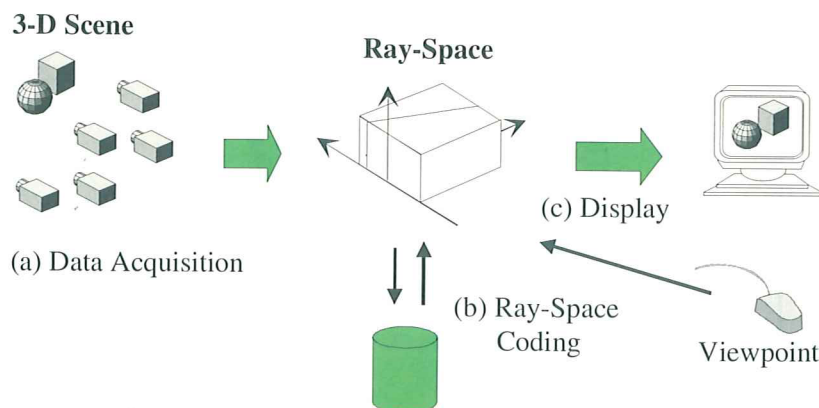 3-D Scene
Ray-Space
(c) Display
(a) Data Acquisition
(b) Ray-Space
Coding
Viewpoint